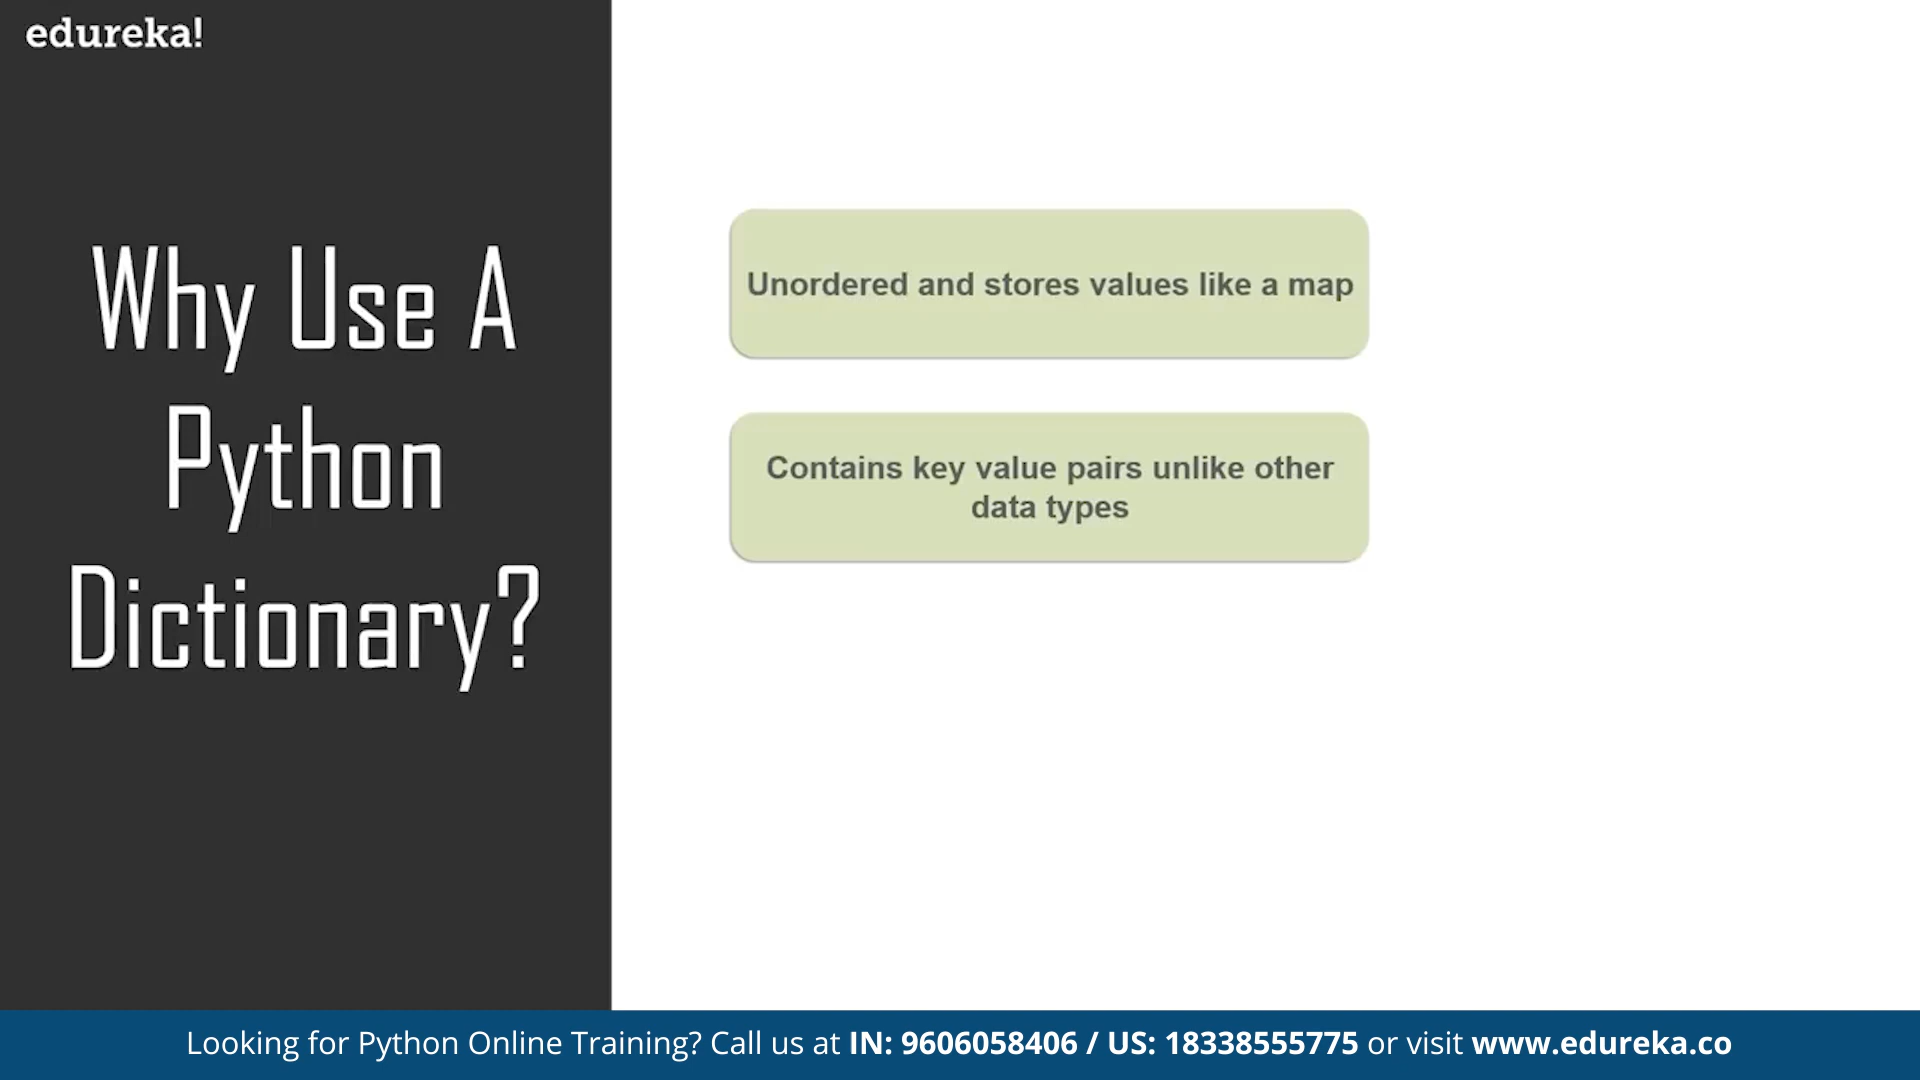 edureka!
Why Use A
Python
Dictionary?
Unordered and stores values like a map
Contains key value pairs unlike other
data types
Looking for Python Online Training? Call us at IN: 9606058406 / US: 18338555775 or visit www.edureka.co